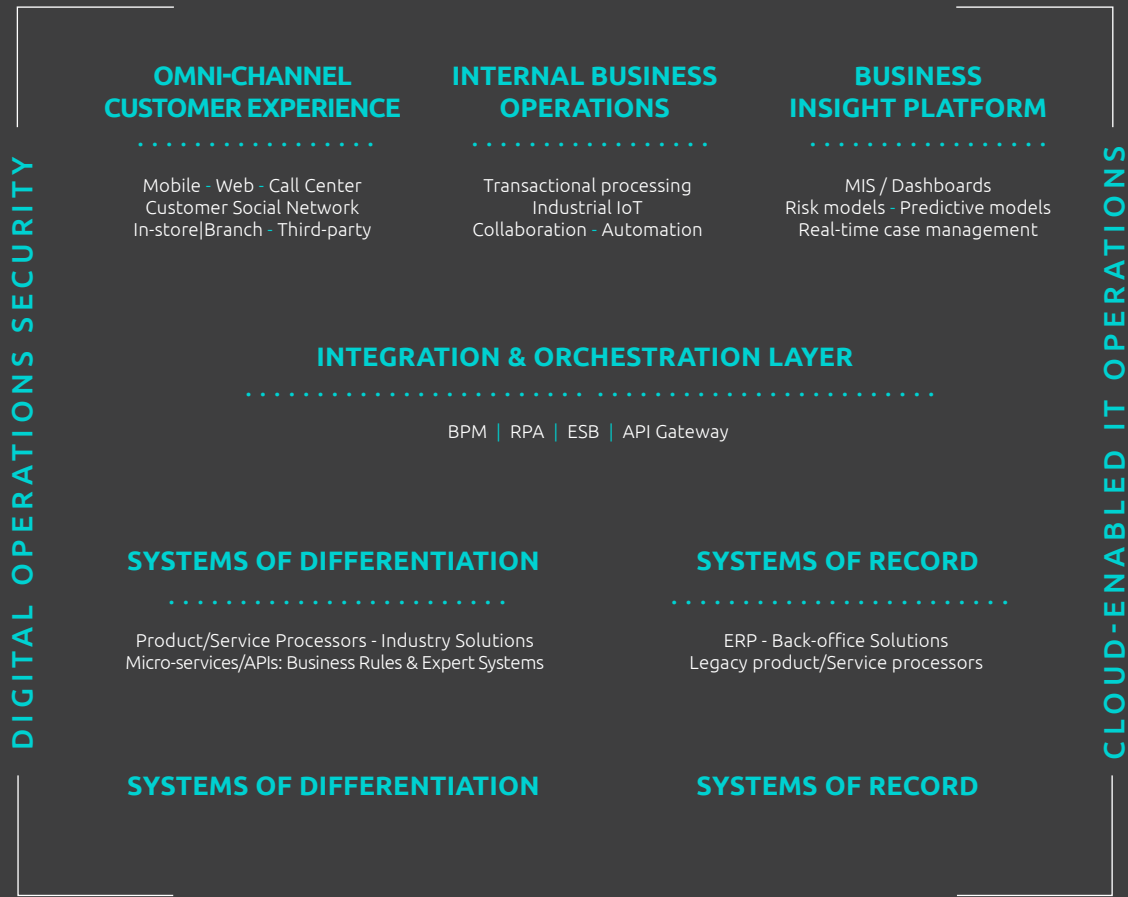 DIGITAL OPERATIONS SECURITY
OMNI-CHANNEL
CUSTOMER EXPERIENCE
Mobile - Web - Call Center
Customer Social Network
In-store|Branch - Third-party
INTERNAL BUSINESS
OPERATIONS
Transactional processing
Industrial IoT
Collaboration - Automation
BUSINESS
INSIGHT PLATFORM
MIS / Dashboards
Risk models - Predictive models
Real-time case management
INTEGRATION & ORCHESTRATION LAYER
BPM | RPA | ESB | API Gateway
SYSTEMS OF DIFFERENTIATION
Product/Service Processors - Industry Solutions
Micro-services/APIs: Business Rules & Expert Systems
SYSTEMS OF RECORD
ERP - Back-office Solutions
Legacy product/Service processors
SYSTEMS OF DIFFERENTIATION
SYSTEMS OF RECORD
CLOUD-ENABLED IT OPERATIONS